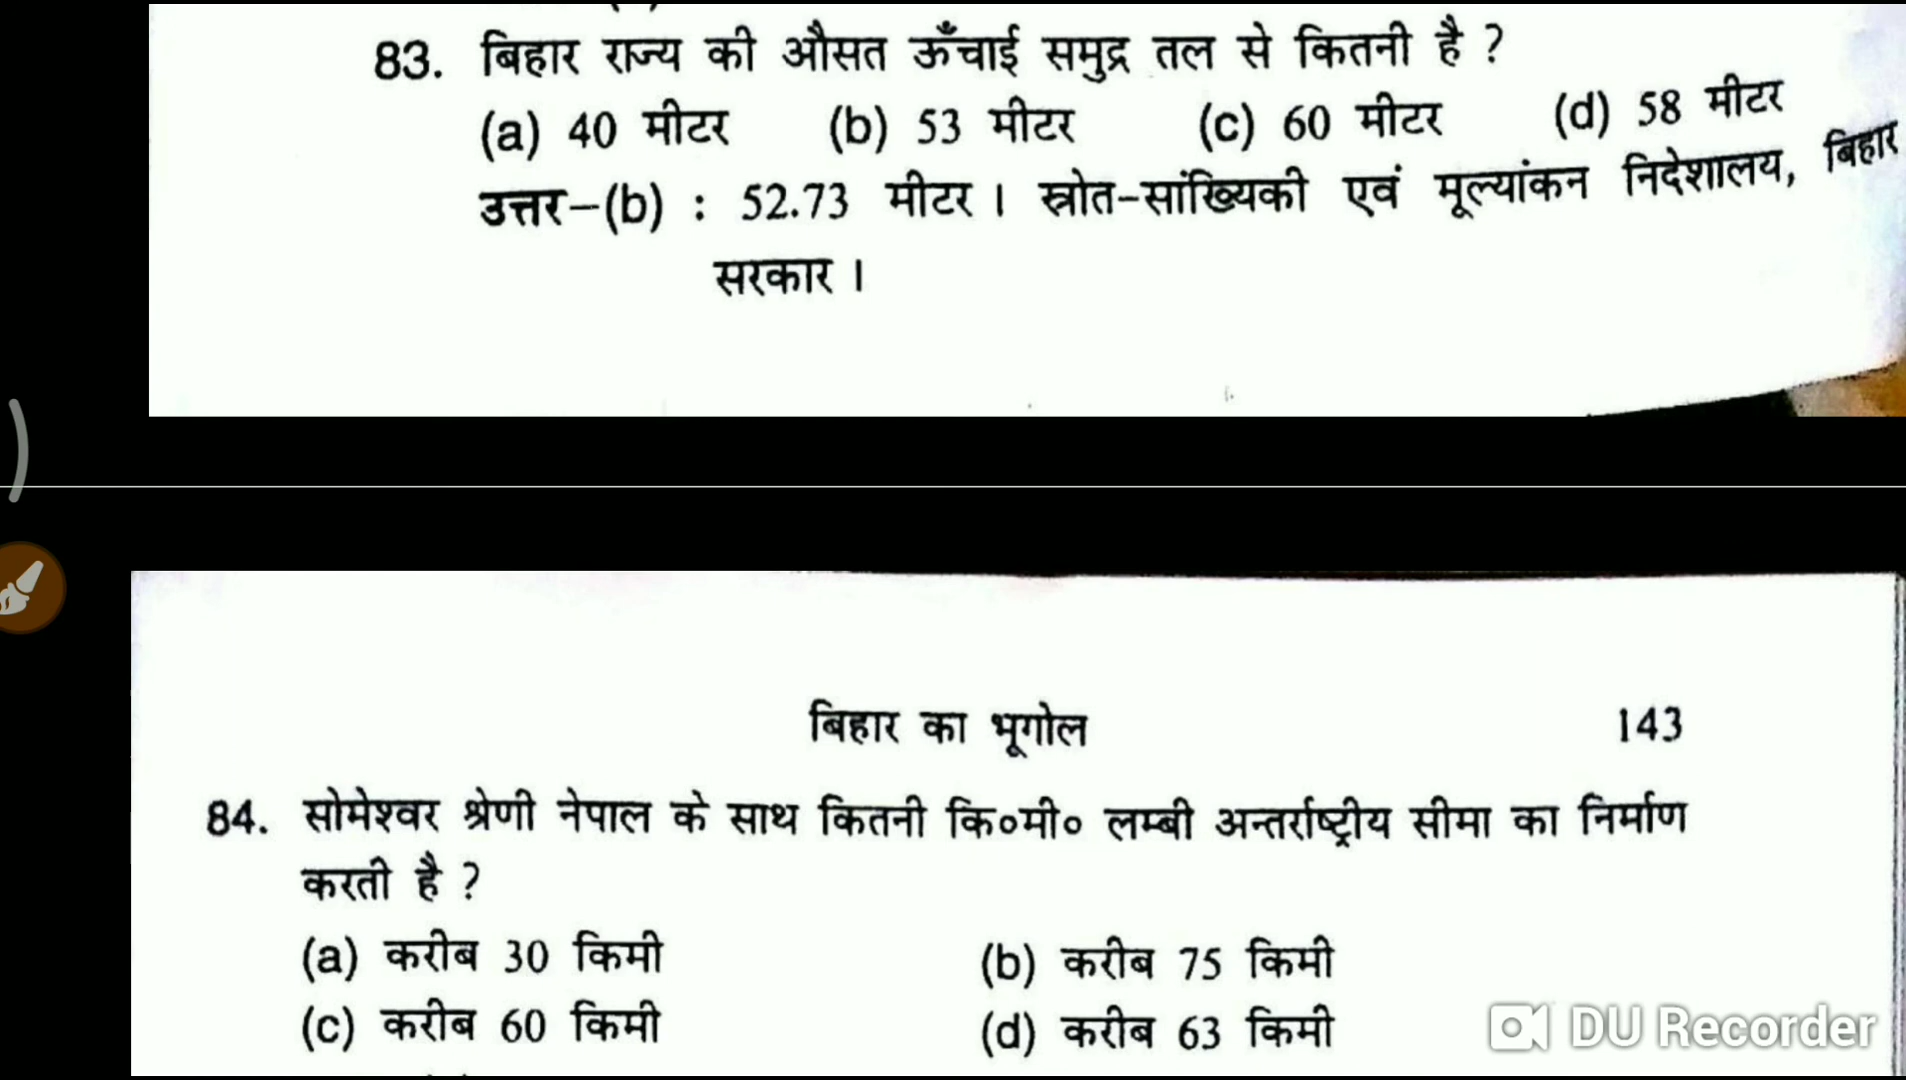 83. बिहार राज्य की औसत ऊँचाई समुद्र तल से कितनी है ?
(a) 40 मीटर (b) 53 मीटर (c) 60 मीटर (d) 58 मीटर
उत्तर–(b) : 52.73 मीटर । स्त्रोत-सांख्यिकी एवं मूल्यांकन निदेशालय, बिहार
सरकार ।
बिहार का भूगोल 143
84. सोमेश्वर श्रेणी नेपाल के साथ कितनी कि०मी० लम्बी अन्तर्राष्ट्रीय सीमा का निर्माण
करती है ?
(a) करीब 30 किमी (b) करीब 75 किमी
(c) करीब 60 किमी (d) करीब 63 किमी
DU Recorder